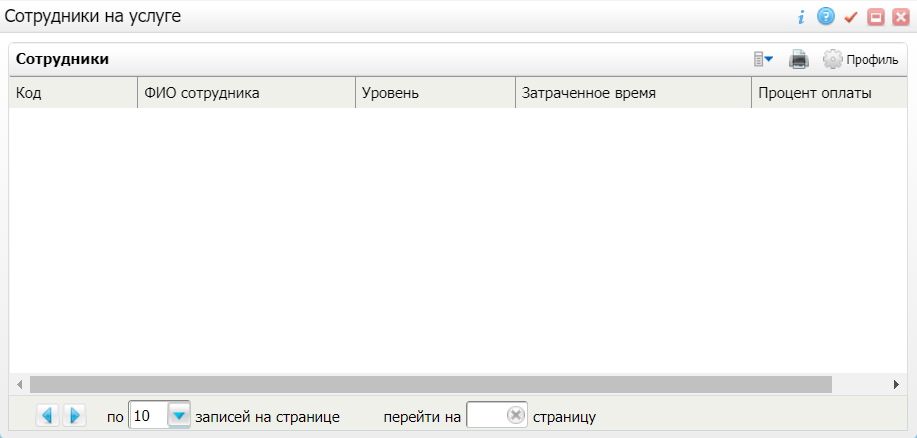 Сотрудники на услуге
Сотрудники
Профиль
Код ФИО сотрудника Уровень Затраченное время Процент оплаты
по 10 записей на странице перейти на страницу